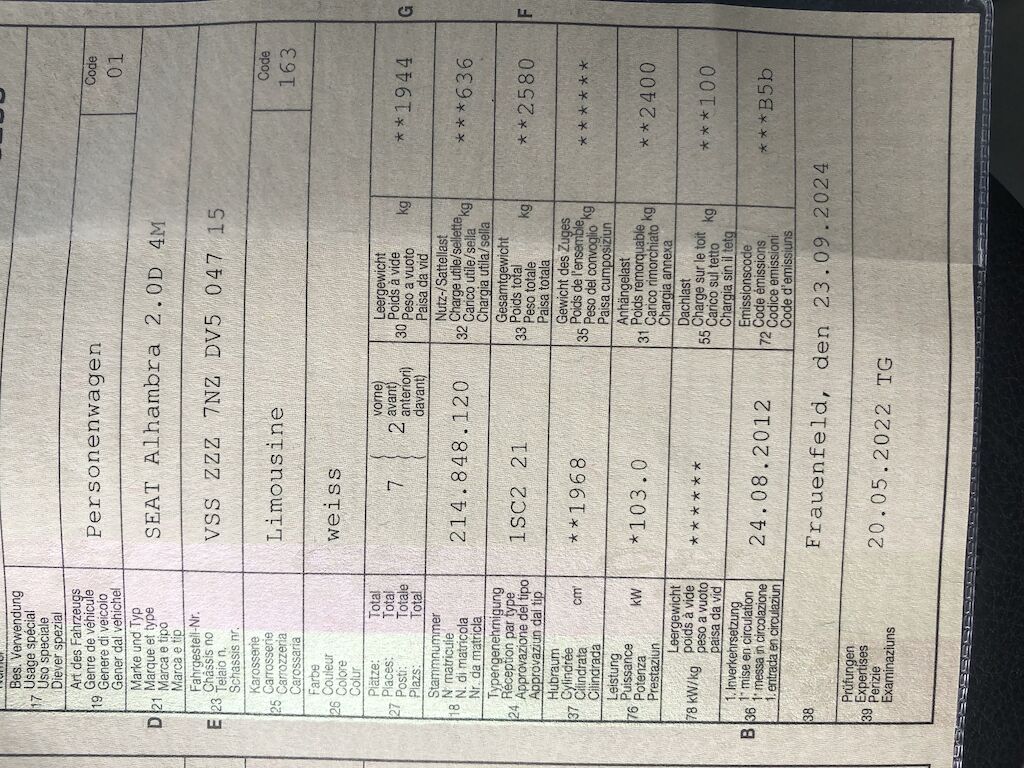 Bes. Verwendung
Usage spécial
17 Uso speciale
Diever spezial
Art des Fahrzeugs
Genre de véhicule
19 Genere di veicolo
Gener dal vehichel
Personenwagen
Code
01
Marke und Typ
D 21 Marque et type
Marca e tipo
Marca e tip
SEAT Alhambra 2.0D 4M
Fahrgestell-Nr.
E 23 Châssis no
Telaio n.
Schassis nr.
VSS ZZZ 7NZ DV5 047 15
Karosserie
Carrosserie
25 Carrozzeria
Carossaria
Limousine
Code
163
Farbe
Couleur
26 Colore
Colur
weiss
Plätze: Total
27 Places: Total
Posti: Totale
Plazs: Total
7 } 2
vorne)
avant)
anteriori)
davant)
Leergewicht
30 Poids à vide kg
Peso a vuoto
Paisa da vid
**1944
G
Stammnummer
18 N° matricule
N. di matricola
Nr. da matricla
214.848.120
Nutz-/Sattellast
32 Charge utile/sellette kg
Carico utile/sella
Chargia utila/sella
***636
Typengenehmigung
24 Réception par type
Approvazione del tipo
Approvaziun dal tip
1SC2 21
Gesamtgewicht
33 Poids total kg
Peso totale
Paisa totala
**2580
F
Hubraum
37 Cylindrée cm³
Cilindrata
Cilindrada
**1968
Gewicht des Zuges
35 Poids de l'ensemble kg
Peso del convoglio
Paisa cumposiziun
******
Leistung
76 Puissance kW
Potenza
Prestaziun
*103.0
Anhängelast
31 Poids remorquable kg
Carico rimorchiato
Chargia annexa
**2400
Leergewicht
78 kW/kg poids à vide
peso a vuoto
paisa da vid
******
Dachlast
55 Charge sur le toit kg
Carico sul tetto
Chargia sin il tetg
***100
1. Inverkehrsetzung
B 36 1re mise en circulation
1a messa in circolazione
1. entrada en circulaziun
24.08.2012
Emissionscode
72 Code émissions
Codice emissioni
Code d'emissiuns
***B5b
38
Frauenfeld, den 23.09.2024
Prüfungen
39 Expertises
Perizie
Examinaziuns
20.05.2022 TG